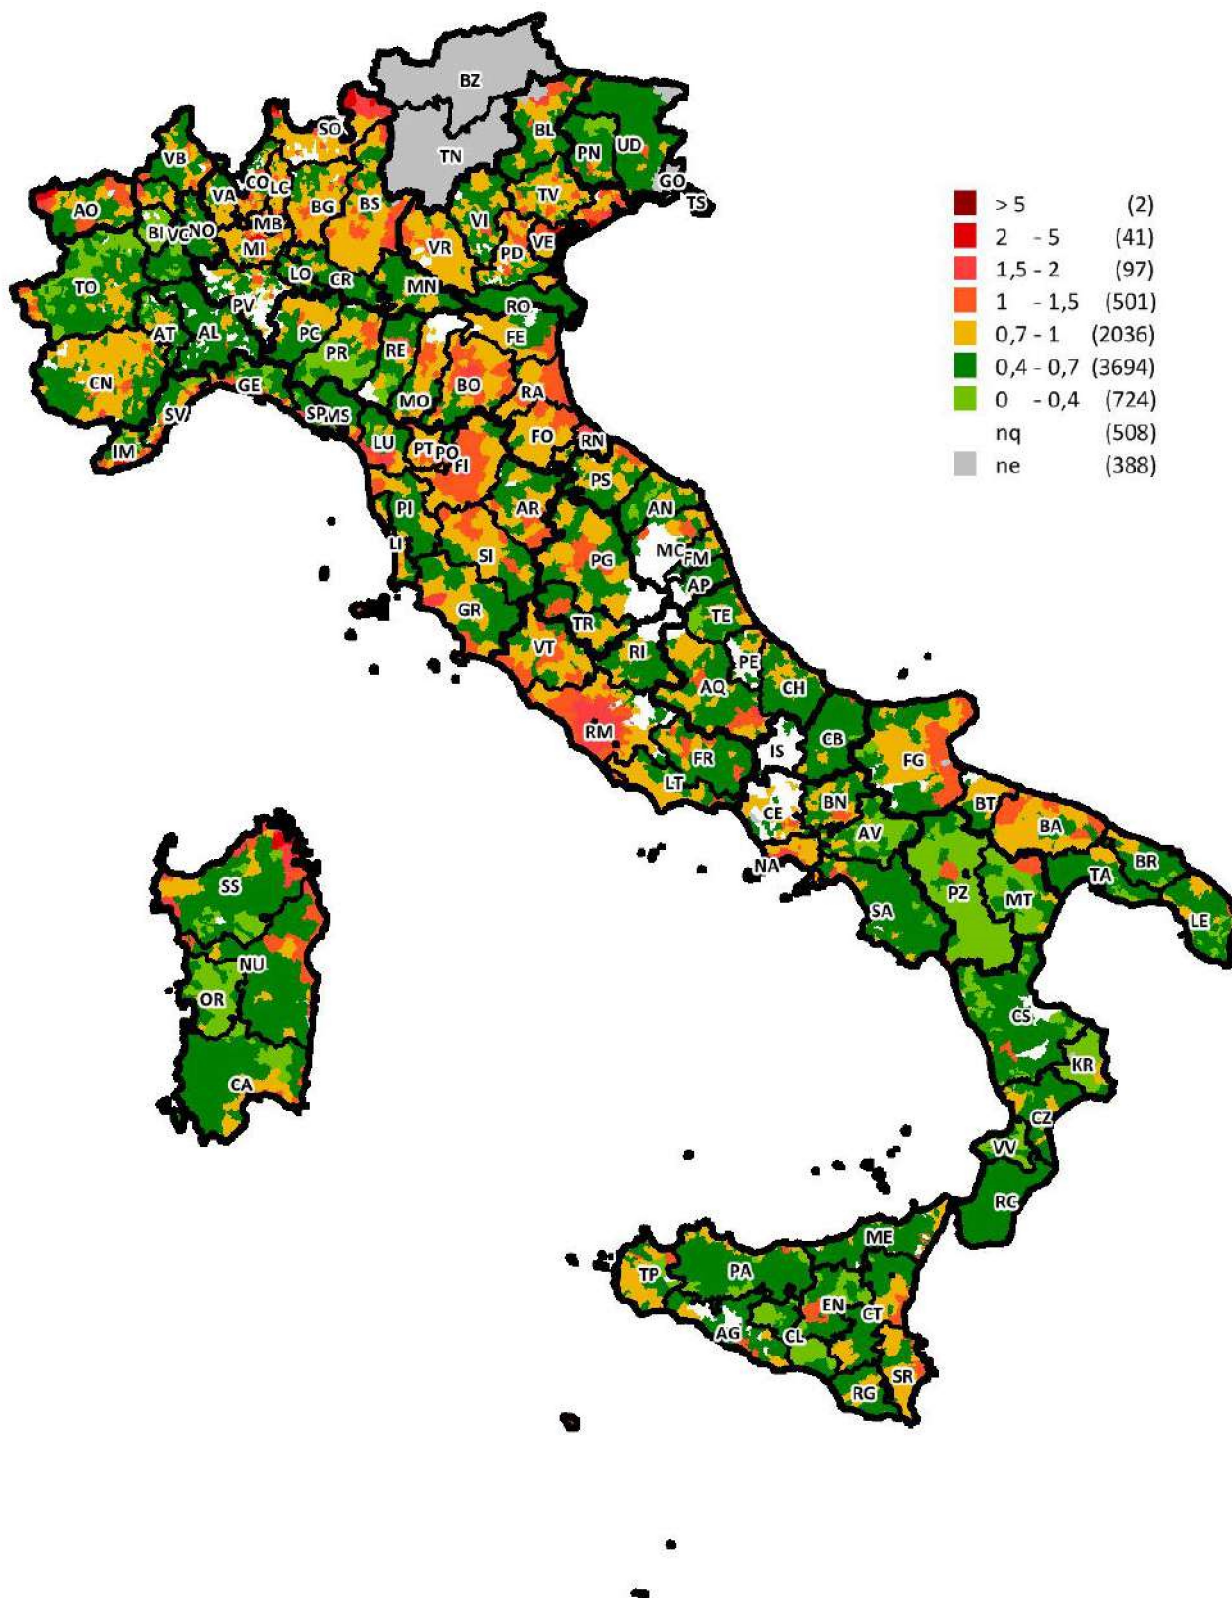 BZ
SO
BL
UD
PN
TN
VB
GO
CO
LC
TS
VA
BG
BS
TV
AO
VI
MB
BI
VC
NO
MI
VR
PD
VE
LO
CR
TO
MN
PV
RO
AT
AL
PC
FE
PR
RE
CN
GE
BO
RA
MO
SV
SP
MS
IM
LU
PT
PO
FI
FO
RN
PS
PI
AR
AN
LI
SI
PG
MC
FM
AP
GR
TR
TE
VT
RI
PE
AQ
CH
RM
IS
CB
FR
FG
LT
CE
BN
BT
AV
BA
NA
BR
TA
SS
PZ
MT
SA
LE
NU
OR
CS
KR
CA
CZ
VV
RC
ME
TP
PA
EN
CT
AG
CL
SR
RG
> 5 (2)
2 - 5 (41)
1,5 - 2 (97)
1 - 1,5 (501)
0,7 - 1 (2036)
0,4 - 0,7 (3694)
0 - 0,4 (724)
nq (508)
ne (388)